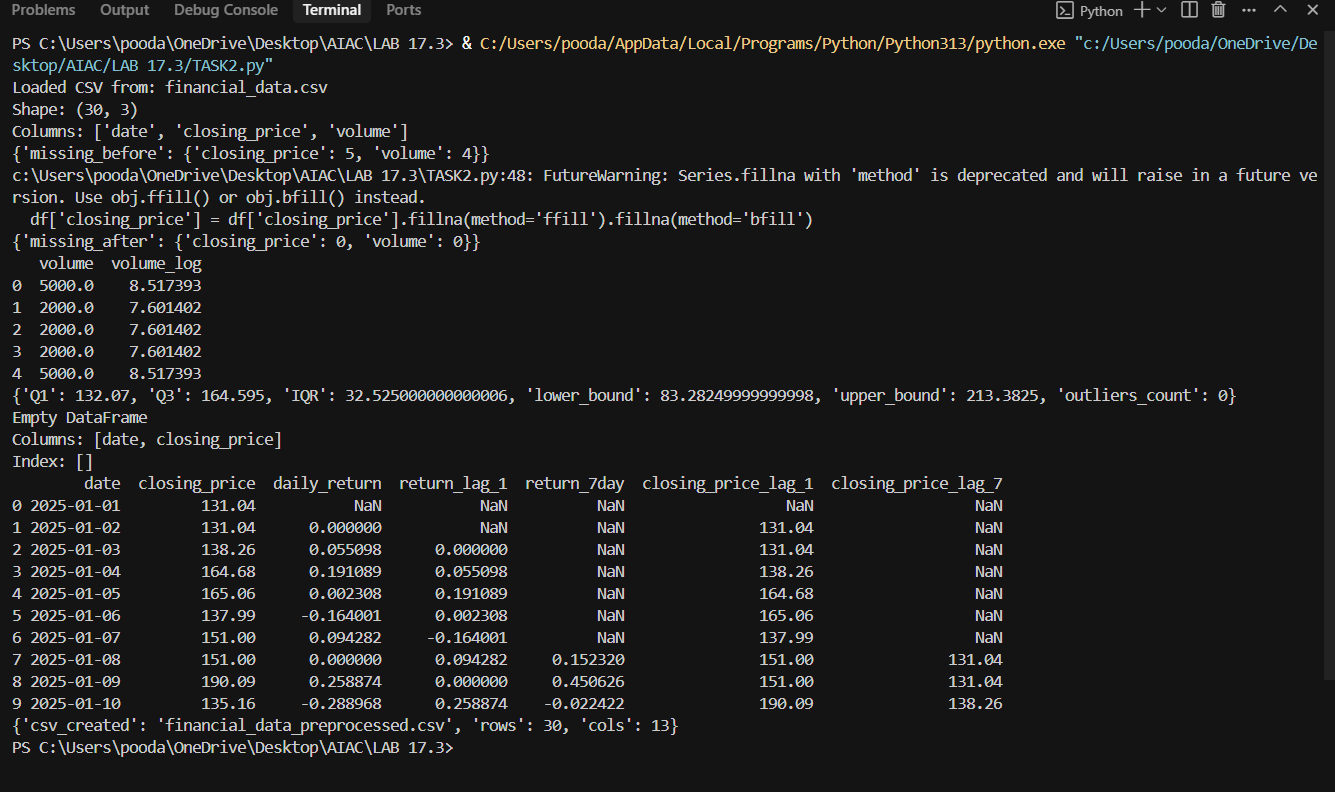 Problems Output Debug Console Terminal Ports Python
PS C:\Users\pooda\OneDrive\Desktop\AIAC\LAB 17.3> & C:/Users/pooda/AppData/Local/Programs/Python/Python313/python.exe "c:/Users/pooda/OneDrive/De
sktop/AIAC/LAB 17.3/TASK2.py"
Loaded CSV from: financial_data.csv
Shape: (30, 3)
Columns: ['date', 'closing_price', 'volume']
{'missing_before': {'closing_price': 5, 'volume': 4}}
c:\Users\pooda\OneDrive\Desktop\AIAC\LAB 17.3\TASK2.py:48: FutureWarning: Series.fillna with 'method' is deprecated and will raise in a future ve
rsion. Use obj.ffill() or obj.bfill() instead.
  df['closing_price'] = df['closing_price'].fillna(method='ffill').fillna(method='bfill')
{'missing_after': {'closing_price': 0, 'volume': 0}}
   volume  volume_log
0  5000.0    8.517393
1  2000.0    7.601402
2  2000.0    7.601402
3  2000.0    7.601402
4  5000.0    8.517393
{'Q1': 132.07, 'Q3': 164.595, 'IQR': 32.525000000000006, 'lower_bound': 83.28249999999998, 'upper_bound': 213.3825, 'outliers_count': 0}
Empty DataFrame
Columns: [date, closing_price]
Index: []
        date  closing_price  daily_return  return_lag_1  return_7day  closing_price_lag_1  closing_price_lag_7
0 2025-01-01         131.04           NaN           NaN          NaN                  NaN                  NaN
1 2025-01-02         131.04      0.000000           NaN          NaN               131.04                  NaN
2 2025-01-03         138.26      0.055098      0.000000          NaN               131.04                  NaN
3 2025-01-04         164.68      0.191089      0.055098          NaN               138.26                  NaN
4 2025-01-05         165.06      0.002308      0.191089          NaN               164.68                  NaN
5 2025-01-06         137.99     -0.164001      0.002308          NaN               165.06                  NaN
6 2025-01-07         151.00      0.094282     -0.164001          NaN               137.99                  NaN
7 2025-01-08         151.00      0.000000      0.094282     0.152320               151.00               131.04
8 2025-01-09         190.09      0.258874      0.000000     0.450626               151.00               131.04
9 2025-01-10         135.16     -0.288968      0.258874    -0.022422               190.09               138.26
{'csv_created': 'financial_data_preprocessed.csv', 'rows': 30, 'cols': 13}
PS C:\Users\pooda\OneDrive\Desktop\AIAC\LAB 17.3>